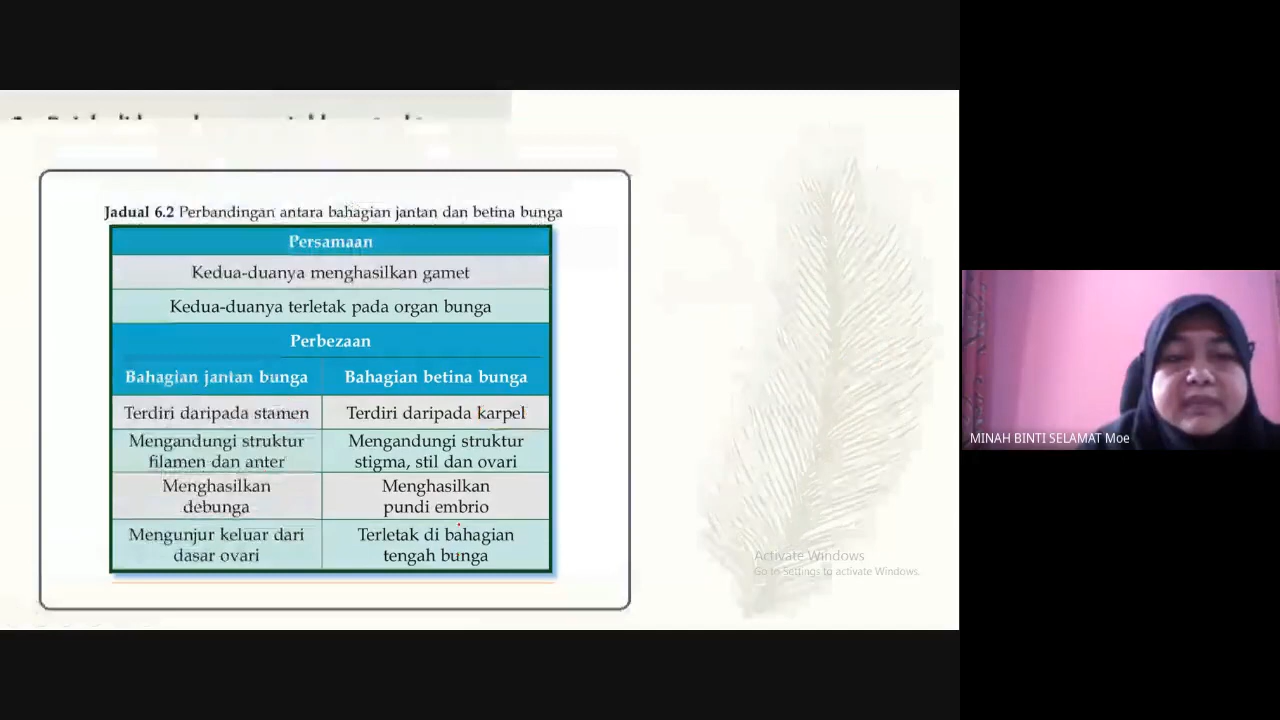 Jadual 6.2 Perbandingan antara bahagian jantan dan betina bunga
Persamaan
Kedua-duanya menghasilkan gamet
Kedua-duanya terletak pada organ bunga
Perbezaan
Bahagian jantan bunga
Bahagian betina bunga
Terdiri daripada stamen
Terdiri daripada karpel
Mengandungi struktur
filamen dan anter
Mengandungi struktur
stigma, stil dan ovari
Menghasilkan
debunga
Menghasilkan
pundi embrio
Mengunjur keluar dari
dasar ovari
Terletak di bahagian
tengah bunga
Activate Windows
Go to Settings to activate Windows.
MINAH BINTI SELAMAT Moe